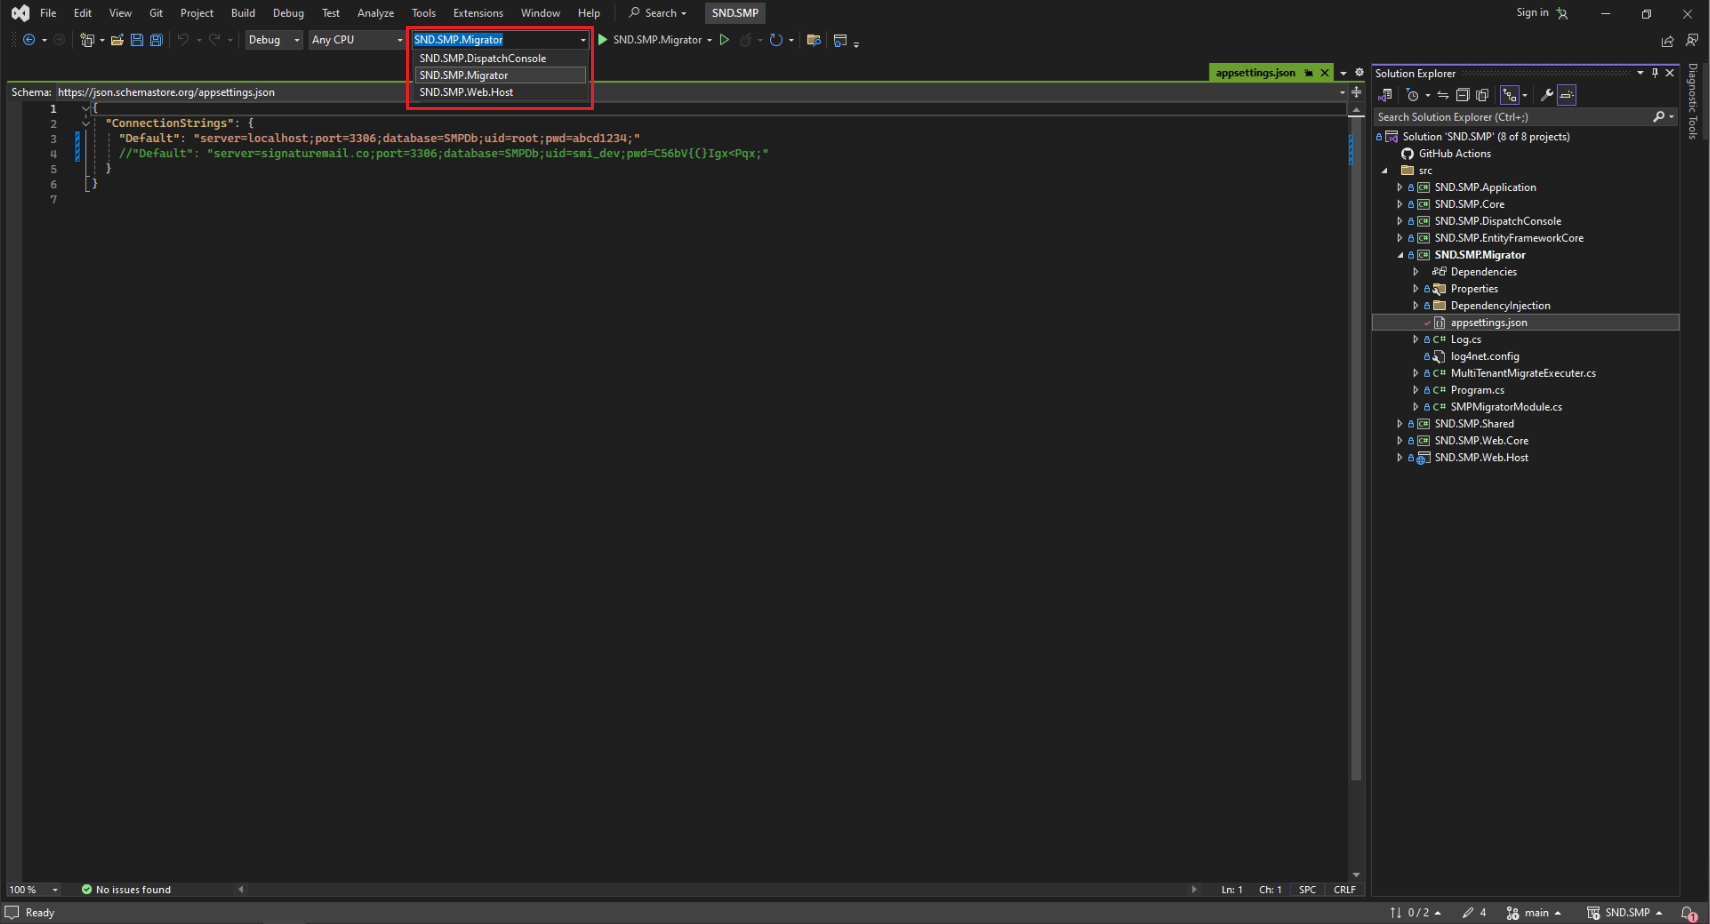 File Edit View Git Project Build Debug Test Analyze Tools Extensions Window Help Search SND.SMP Sign in
Debug Any CPU SND.SMP.Migrator SND.SMP.Migrator
SND.SMP.DispatchConsole
SND.SMP.Migrator
SND.SMP.Web.Host
appsettings.json
Schema: https://json.schemastore.org/appsettings.json
1 {
2 "ConnectionStrings": {
3 "Default": "server=localhost;port=3306;database=SMPDb;uid=root;pwd=abcd1234;"
4 //"Default": "server=signaturemail.co;port=3306;database=SMPDb;uid=smi_dev;pwd=C56bV{(}Igx<Pqx;"
5 }
6 }
7
Solution Explorer
Search Solution Explorer (Ctrl+;)
Solution 'SND.SMP' (8 of 8 projects)
GitHub Actions
src
C# SND.SMP.Application
C# SND.SMP.Core
C# SND.SMP.DispatchConsole
C# SND.SMP.EntityFrameworkCore
C# SND.SMP.Migrator
Dependencies
Properties
DependencyInjection
appsettings.json
C# Log.cs
log4net.config
C# MultiTenantMigrateExecuter.cs
C# Program.cs
C# SMPMigratorModule.cs
C# SND.SMP.Shared
C# SND.SMP.Web.Core
SND.SMP.Web.Host
Diagnostic Tools
100 % No issues found Ln: 1 Ch: 1 SPC CRLF
Ready 0 / 2 4 main SND.SMP 1